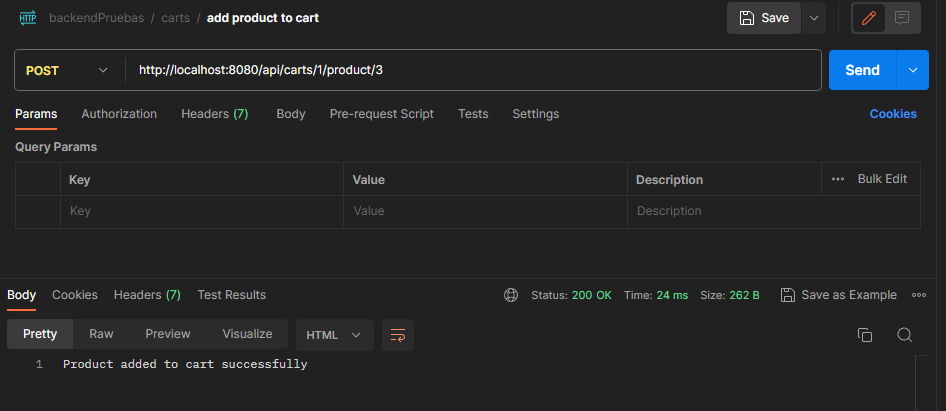 HTTP backendPruebas / carts / add product to cart Save
POST http://localhost:8080/api/carts/1/product/3 Send
Params Authorization Headers (7) Body Pre-request Script Tests Settings Cookies
Query Params
Key Value Description ••• Bulk Edit
Key Value Description
Body Cookies Headers (7) Test Results Status: 200 OK Time: 24 ms Size: 262 B Save as Example •••
Pretty Raw Preview Visualize HTML
1 Product added to cart successfully